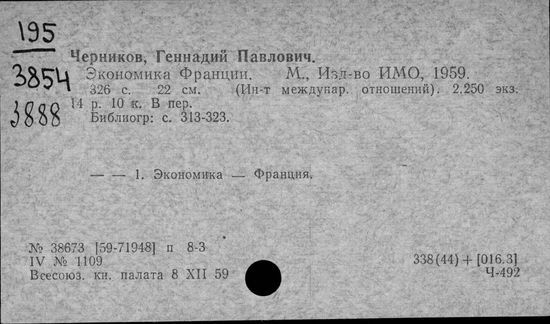 195
3854
3888
Черников, Геннадий Павлович.
Экономика Франции. М., Изд-во ИМО, 1959.
326 с. 22 см. (Ин-т междунар. отношений). 2.250 экз.
14 р. 10 к. В пер.
Библиогр: с. 313-323.
— — 1. Экономика — Франция.
№ 38673 [59-71948] п 8-3
IV № 1109
Всесоюз. кн. палата 8 XII 59
338(44) + [016.3]
Ч-492